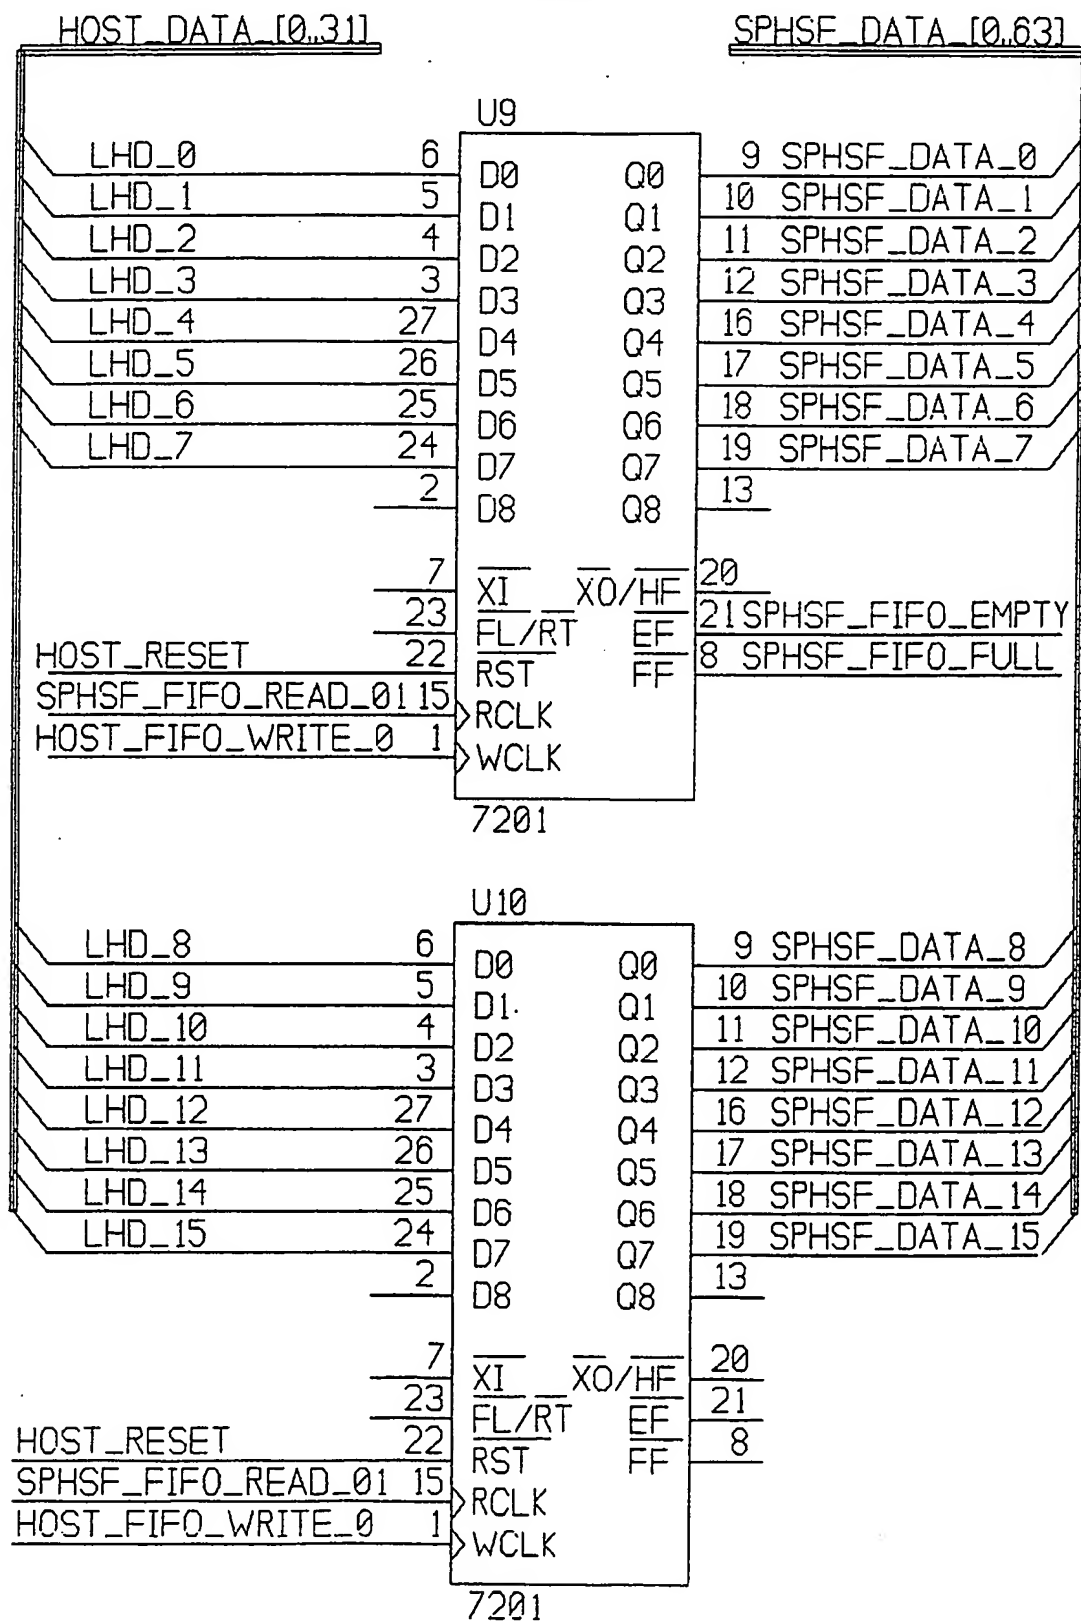 HOST_DATA_[0..31] SPHSF_DATA_[0..63]
U9
LHD_0 6 D0 Q0 9 SPHSF_DATA_0
LHD_1 5 D1 Q1 10 SPHSF_DATA_1
LHD_2 4 D2 Q2 11 SPHSF_DATA_2
LHD_3 3 D3 Q3 12 SPHSF_DATA_3
LHD_4 27 D4 Q4 16 SPHSF_DATA_4
LHD_5 26 D5 Q5 17 SPHSF_DATA_5
LHD_6 25 D6 Q6 18 SPHSF_DATA_6
LHD_7 24 D7 Q7 19 SPHSF_DATA_7
2 D8 Q8 13
7 XI XO/HF 20
23 FL/RT EF 21 SPHSF_FIFO_EMPTY
HOST_RESET 22 RST FF 8 SPHSF_FIFO_FULL
SPHSF_FIFO_READ_01 15 RCLK
HOST_FIFO_WRITE_0 1 WCLK
7201
U10
LHD_8 6 D0 Q0 9 SPHSF_DATA_8
LHD_9 5 D1 Q1 10 SPHSF_DATA_9
LHD_10 4 D2 Q2 11 SPHSF_DATA_10
LHD_11 3 D3 Q3 12 SPHSF_DATA_11
LHD_12 27 D4 Q4 16 SPHSF_DATA_12
LHD_13 26 D5 Q5 17 SPHSF_DATA_13
LHD_14 25 D6 Q6 18 SPHSF_DATA_14
LHD_15 24 D7 Q7 19 SPHSF_DATA_15
2 D8 Q8 13
7 XI XO/HF 20
23 FL/RT EF 21
HOST_RESET 22 RST FF 8
SPHSF_FIFO_READ_01 15 RCLK
HOST_FIFO_WRITE_0 1 WCLK
7201